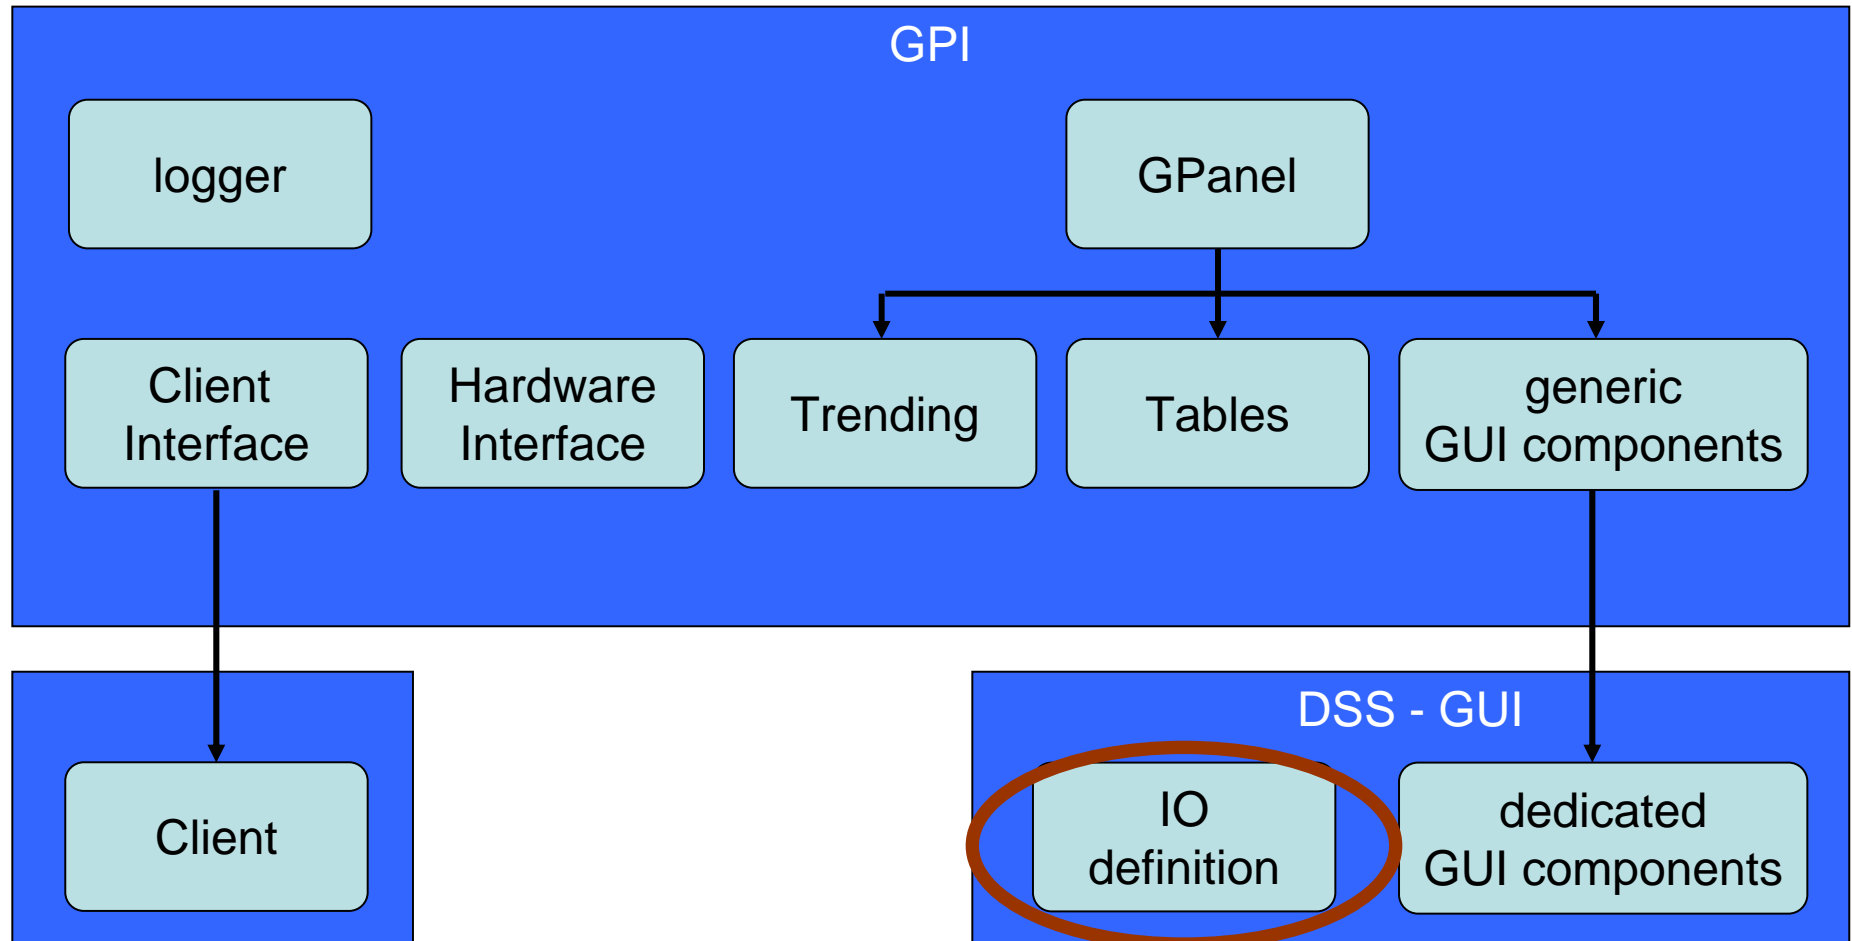 GPI
logger
GPanel
Client
Interface
Hardware
Interface
Trending
Tables
generic
GUI components
DSS - GUI
Client
IO
definition
dedicated
GUI components